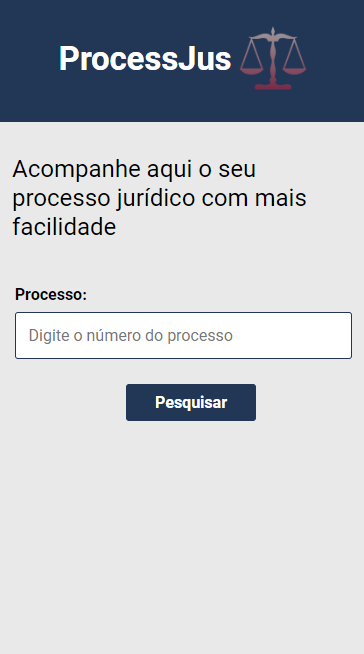 ProcessJus
Acompanhe aqui o seu
processo jurídico com mais
facilidade
Processo:
Digite o número do processo
Pesquisar